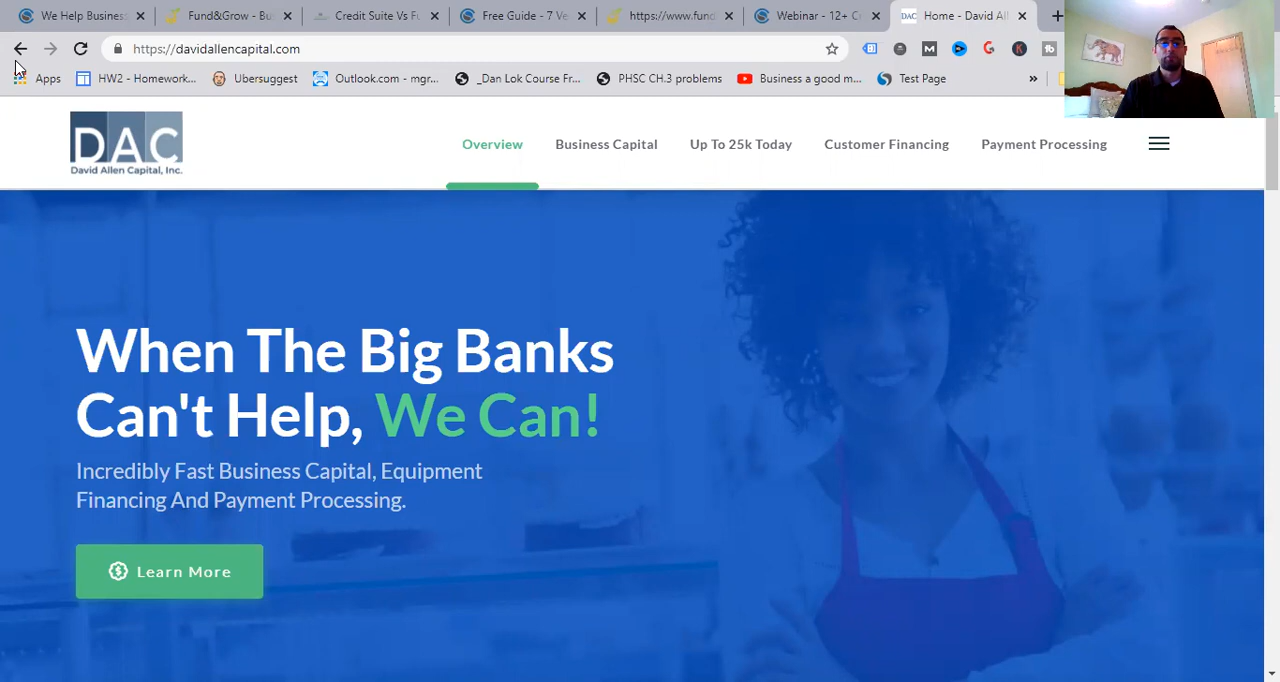 We Help Busines
Fund&Grow - Bu
Credit Suite Vs Fu
Free Guide - 7 Ve
https://www.fund
Webinar - 12+ C
DAC Home - David Al
https://davidallencapital.com
Apps
HW2 - Homework...
Ubersuggest
Outlook.com - mgr...
_Dan Lok Course Fr...
PHSC CH.3 problems
Business a good m...
Test Page
»
DAC
David Allen Capital, Inc.
Overview
Business Capital
Up To 25k Today
Customer Financing
Payment Processing
When The Big Banks
Can't Help, We Can!
Incredibly Fast Business Capital, Equipment
Financing And Payment Processing.
Learn More